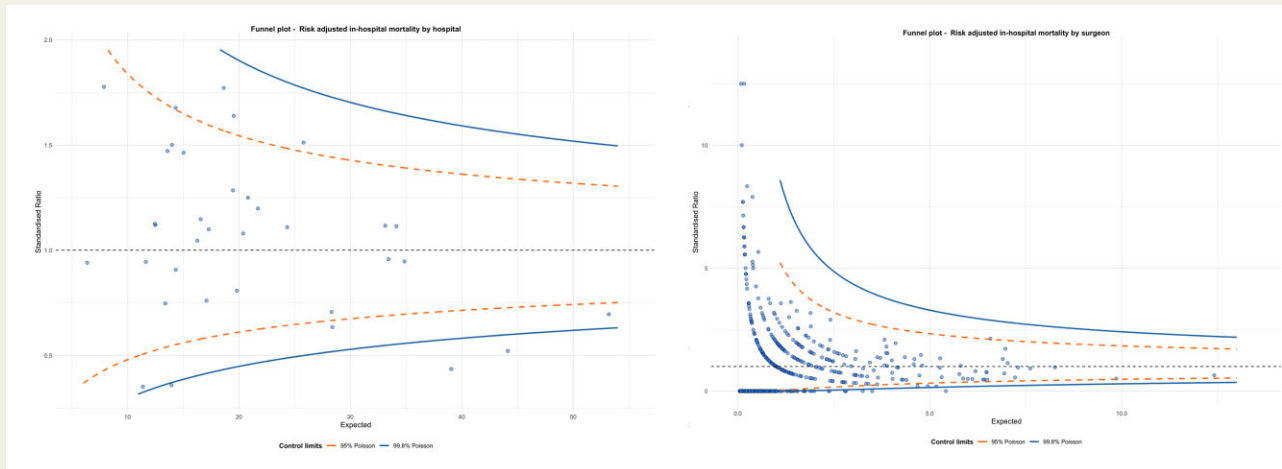 Funnel plot - Risk adjusted in-hospital mortality by hospital
2.0
1.5
1.0
0.5
Standardised Ratio
10
20
30
40
50
Expected
Control limits 95% Poisson 99.8% Poisson
Funnel plot - Risk adjusted in-hospital mortality by surgeon
10
5
0
Standardised Ratio
0.0
5.0
10.0
Expected
Control limits 95% Poisson 99.8% Poisson